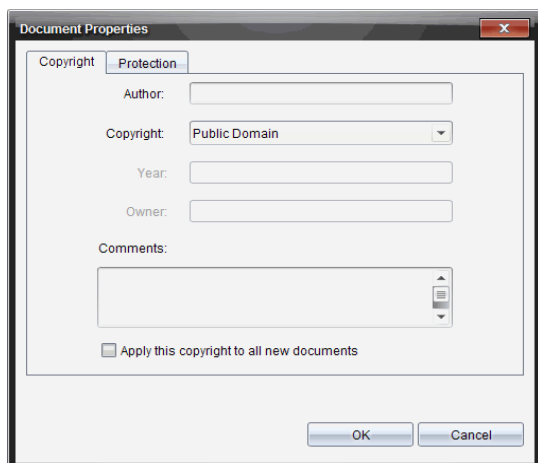 Document Properties
Copyright Protection
Author:
Copyright: Public Domain
Year:
Owner:
Comments:
Apply this copyright to all new documents
OK Cancel